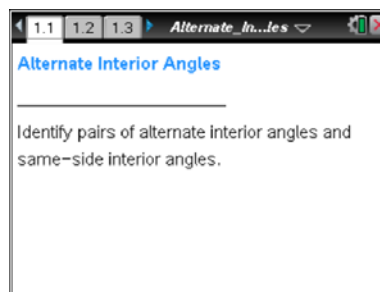 1.1 1.2 1.3 Alternate_In...les
Alternate Interior Angles
Identify pairs of alternate interior angles and
same-side interior angles.